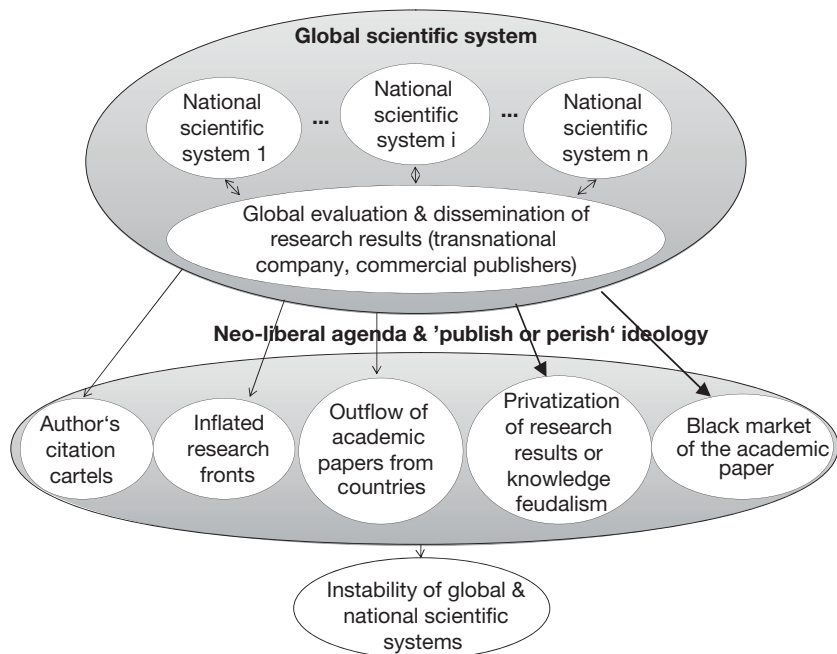 Global scientific system
National
scientific
system 1
...
National
scientific
system i
...
National
scientific
system n
Global evaluation & dissemination of
research results (transnational
company, commercial publishers)
Neo-liberal agenda & ’publish or perish‘ ideology
Author‘s
citation
cartels
Inflated
research
fronts
Outflow of
academic
papers from
countries
Privatization
of research
results or
knowledge
feudalism
Black market
of the academic
paper
Instability of global &
national scientific
systems